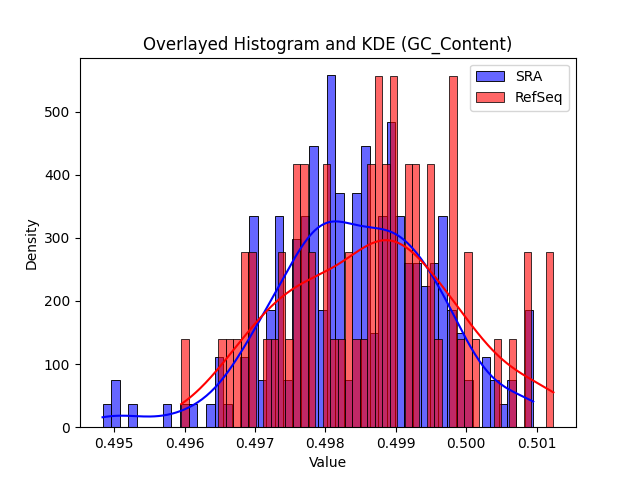 Overlayed Histogram and KDE (GC_Content)
SRA
RefSeq
Density
500
400
300
200
100
0
0.495 0.496 0.497 0.498 0.499 0.500 0.501
Value